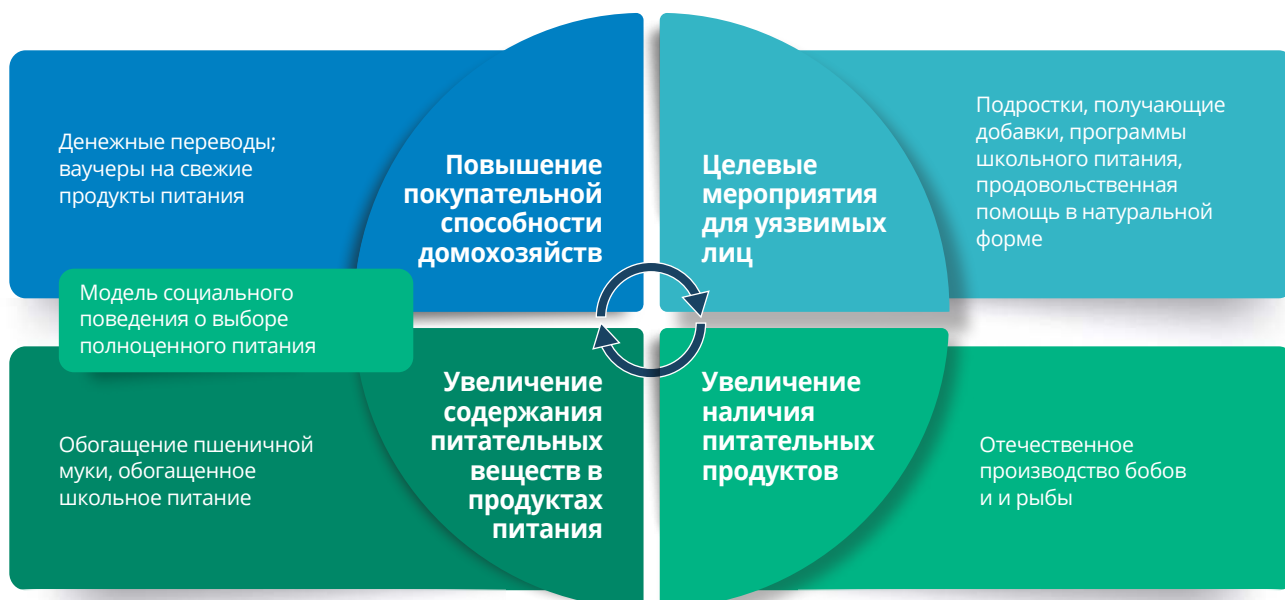 Денежные переводы;
ваучеры на свежие
продукты питания
Повышение
покупательной
способности
домохозяйств
Целевые
мероприятия
для уязвимых
лиц
Подростки, получающие
добавки, программы
школьного питания,
продовольственная
помощь в натуральной
форме
Модель социального
поведения о выборе
полноценного питания
Обогащение пшеничной
муки, обогащенное
школьное питание
Увеличение
содержания
питательных
веществ в
продуктах
питания
Увеличение
наличия
питательных
продуктов
Отечественное
производство бобов
и и рыбы